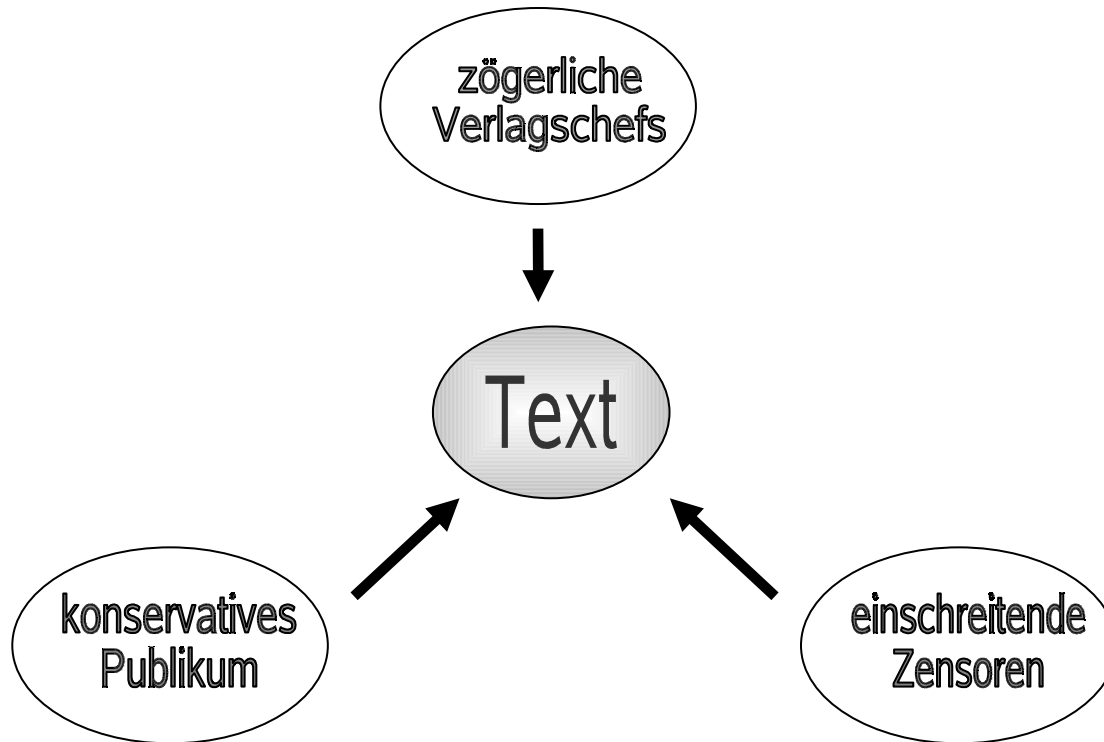 zögerliche
Verlagschefs
Text
konservatives
Publikum
einschreitende
Zensoren